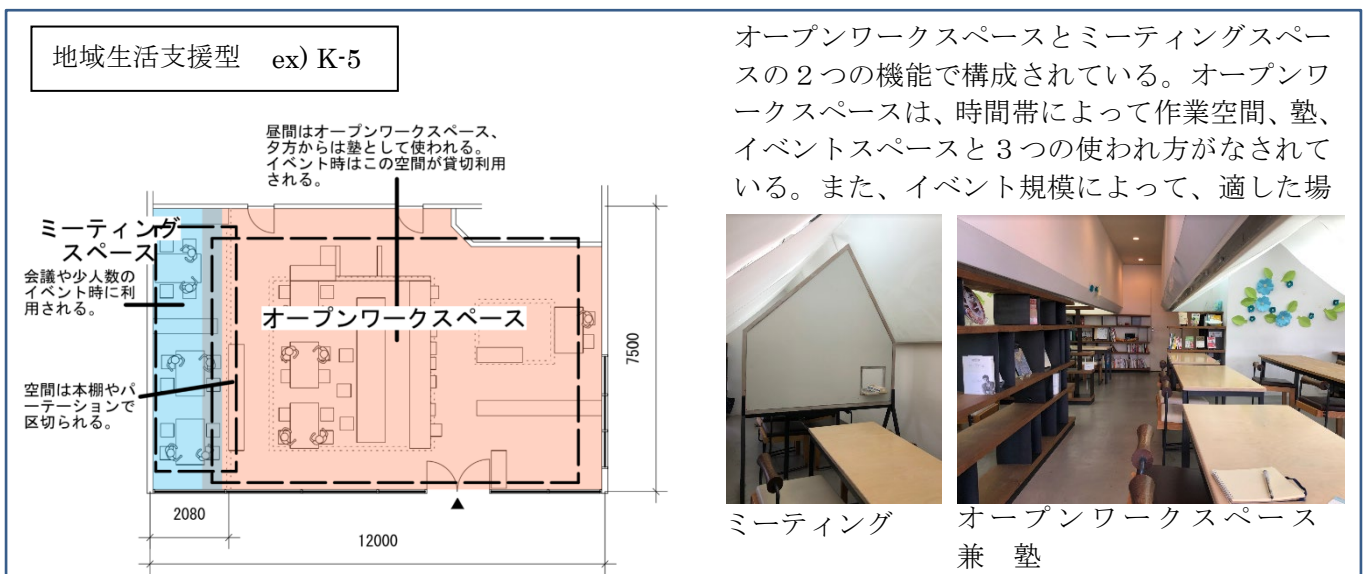 地域生活支援型　ex) K-5
昼間はオープンワークスペース、
夕方からは塾として使われる。
イベント時はこの空間が貸切利用
される。
ミーティング
スペース
会議や少人数の
イベント時に利
用される。
オープンワークスペース
空間は本棚やパ
ーテーションで
区切られる。
7500
2080
12000
オープンワークスペースとミーティングスペー
スの２つの機能で構成されている。オープンワ
ークスペースは、時間帯によって作業空間、塾、
イベントスペースと３つの使われ方がなされて
いる。また、イベント規模によって、適した場
ミーティング
オープンワークスペース
兼　塾